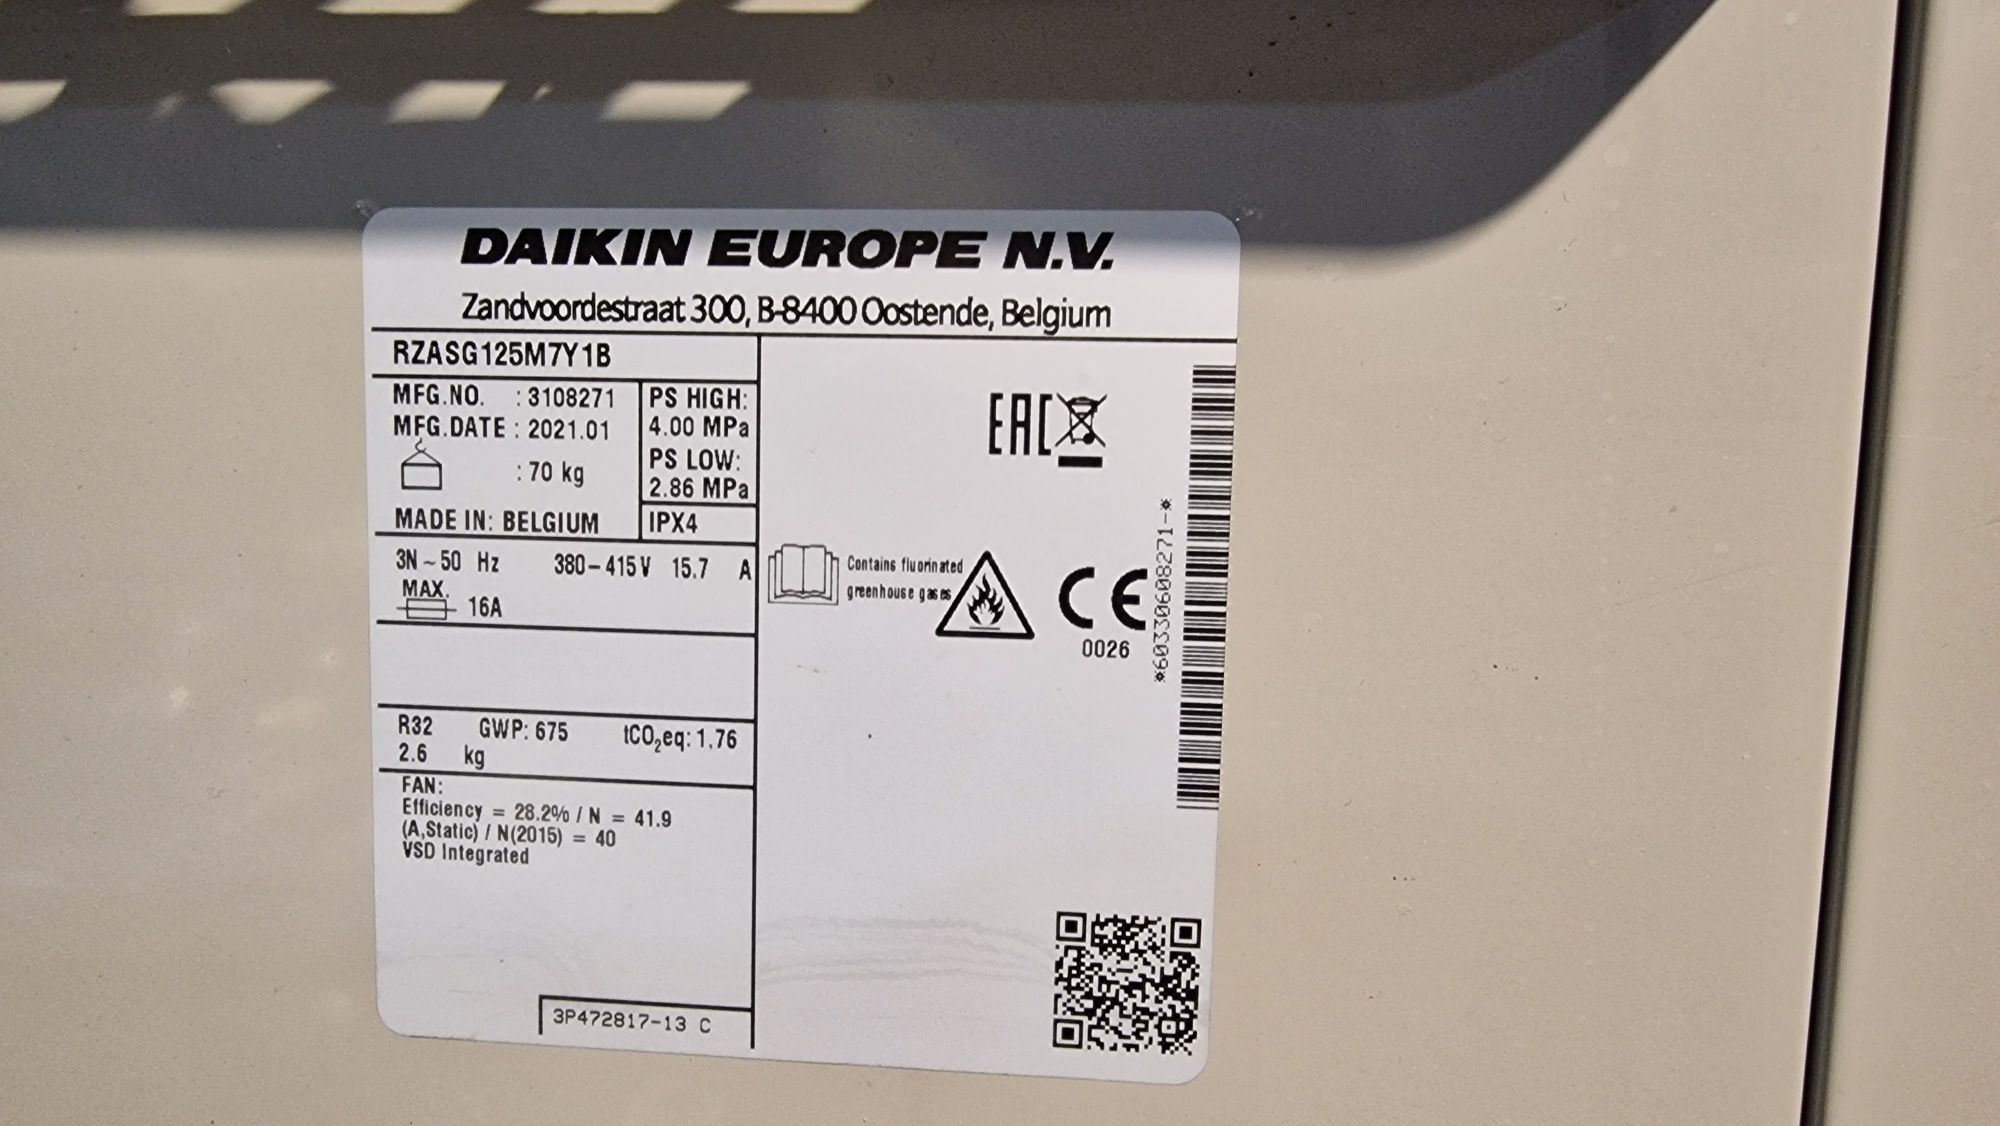 DAIKIN EUROPE N.V.
Zandvoordestraat 300, B-8400 Oostende, Belgium
RZASG125M7Y1B
MFG.NO. : 3108271
MFG.DATE : 2021.01
: 70 kg
MADE IN: BELGIUM
PS HIGH:
4.00 MPa
PS LOW:
2.86 MPa
IPX4
3N ~ 50 Hz 380-415 V 15.7 A
MAX.
16A
R32 GWP: 675 tCO₂eq: 1.76
2.6 kg
FAN:
Efficiency = 28.2% / N = 41.9
(A,Static) / N(2015) = 40
VSD Integrated
3P472817-13 C
EAC
Contains fluorinated
greenhouse gases
CE
0026
*6033060608271-*